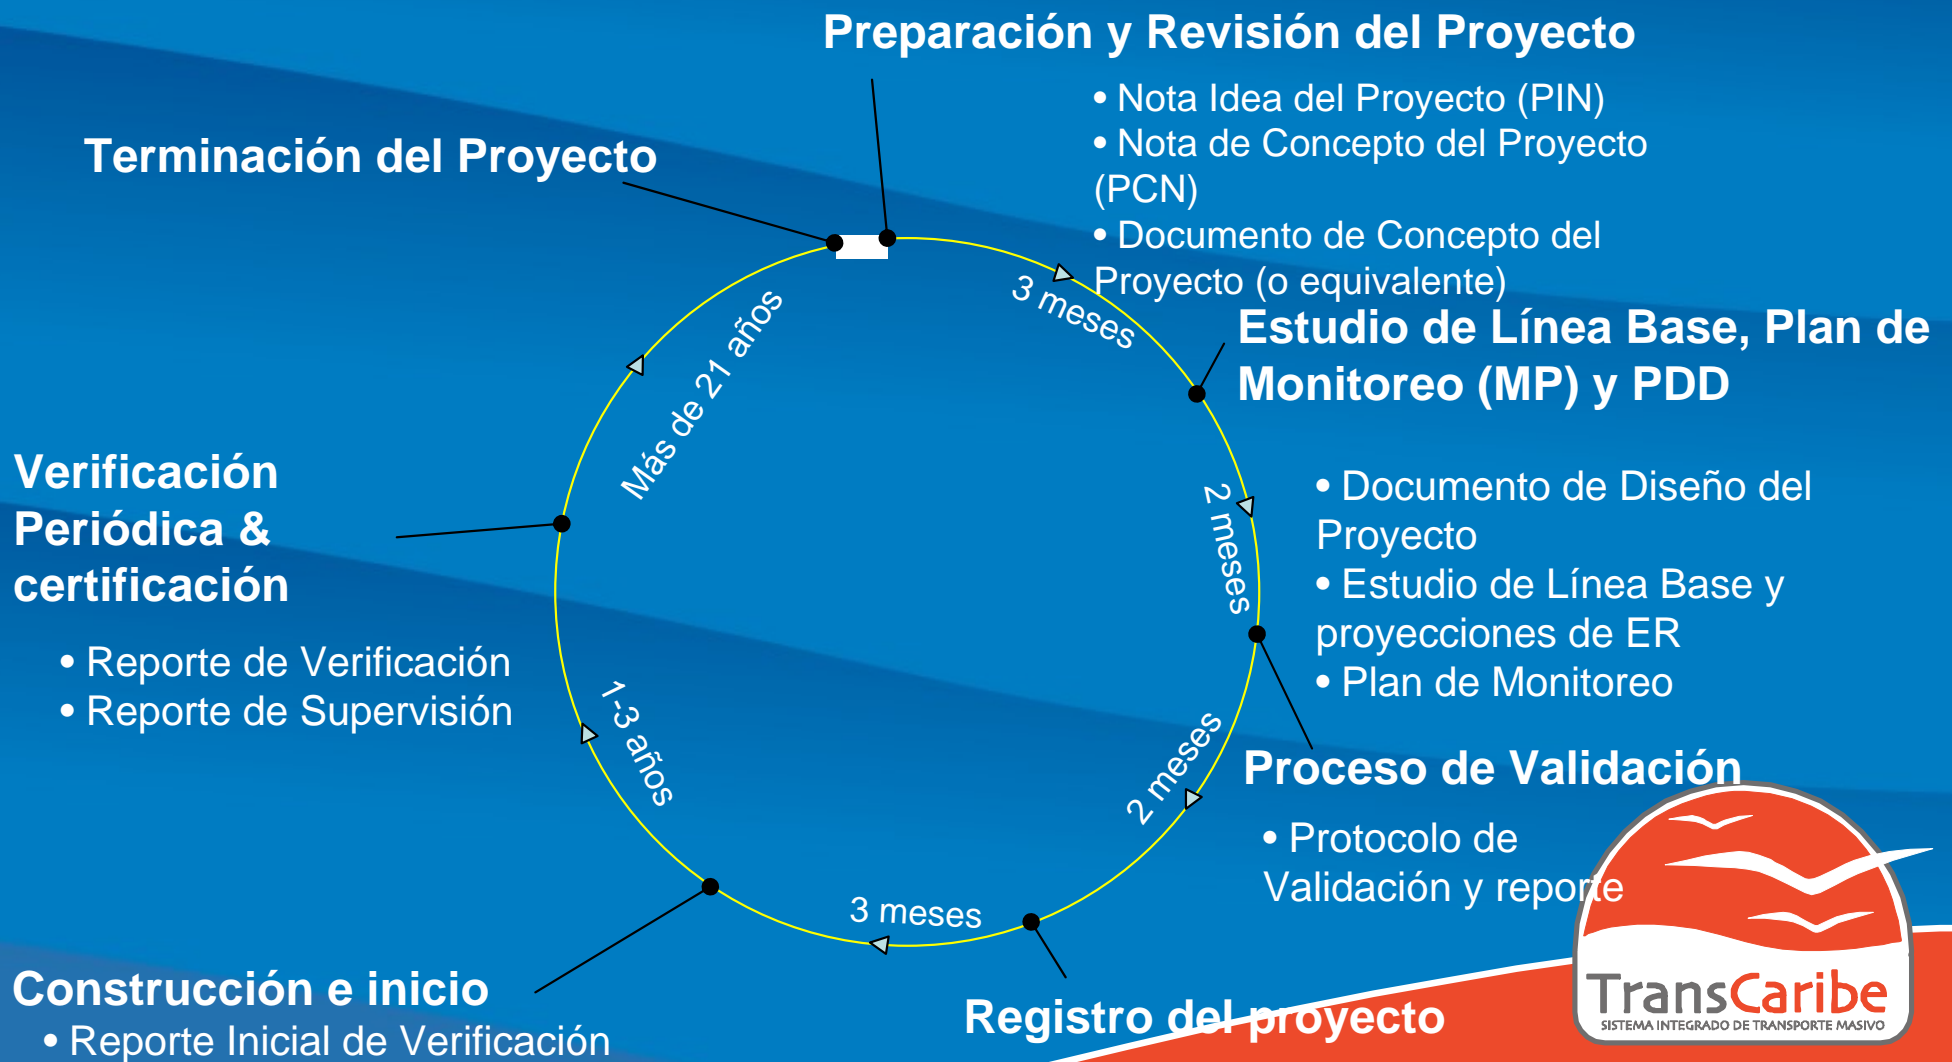 Preparación y Revisión del Proyecto
• Nota Idea del Proyecto (PIN)
• Nota de Concepto del Proyecto
(PCN)
• Documento de Concepto del
Proyecto (o equivalente)
3 meses
Estudio de Línea Base, Plan de
Monitoreo (MP) y PDD
• Documento de Diseño del
Proyecto
• Estudio de Línea Base y
proyecciones de ER
• Plan de Monitoreo
2 meses
Proceso de Validación
• Protocolo de
Validación y reporte
2 meses
Registro del proyecto
3 meses
Construcción e inicio
• Reporte Inicial de Verificación
1-3 años
Verificación
Periódica &
certificación
• Reporte de Verificación
• Reporte de Supervisión
Más de 21 años
Terminación del Proyecto
TransCaribe
SISTEMA INTEGRADO DE TRANSPORTE MASIVO